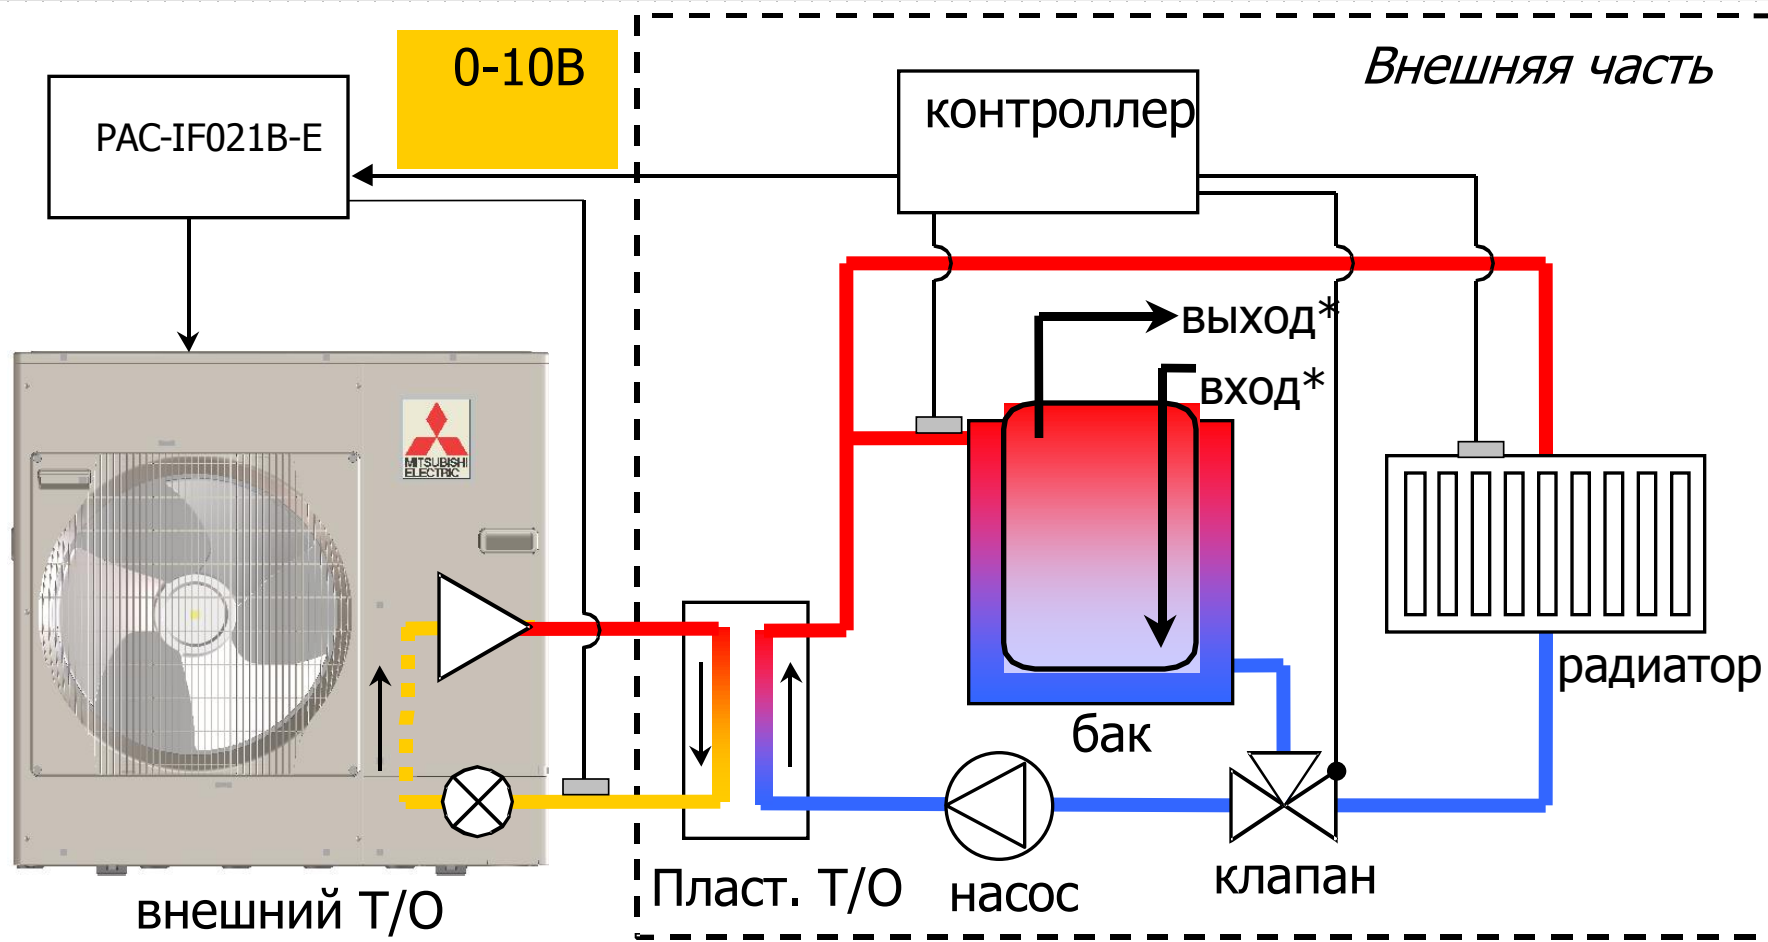 0-10В
Внешняя часть
контроллер
PAC-IF021B-E
выход*
вход*
MITSUBISHI
ELECTRIC
радиатор
бак
клапан
Пласт. Т/О
насос
внешний Т/О